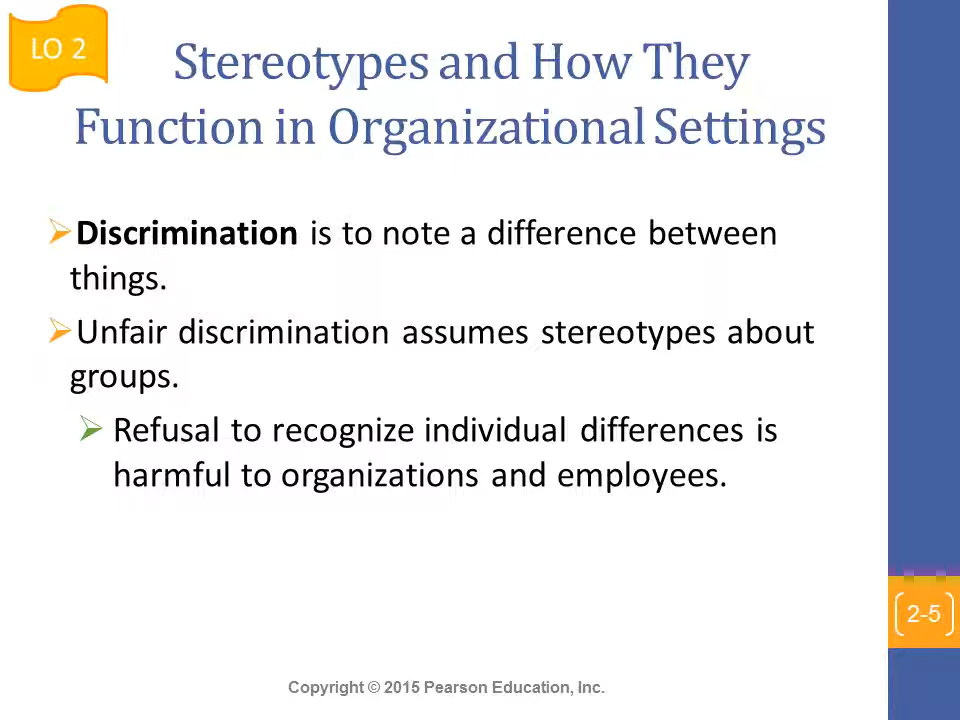 LO 2
Stereotypes and How They
Function in Organizational Settings
Discrimination is to note a difference between
things.
Unfair discrimination assumes stereotypes about
groups.
Refusal to recognize individual differences is
harmful to organizations and employees.
2-5
Copyright © 2015 Pearson Education, Inc.